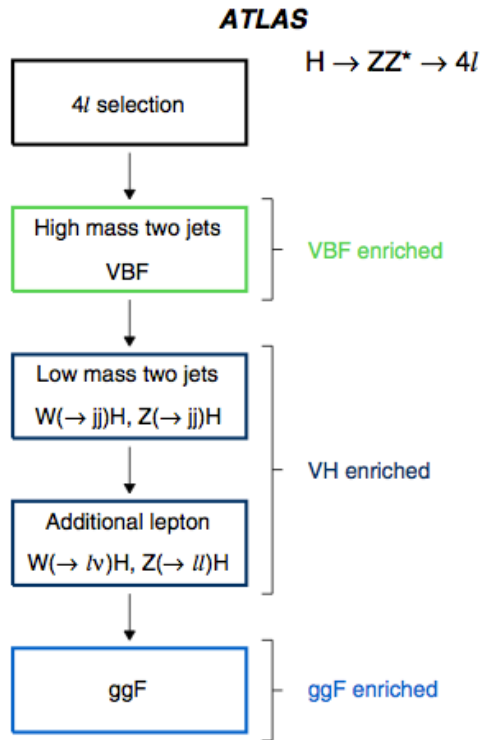 ATLAS
H → ZZ* → 4l
4l selection
High mass two jets
VBF
VBF enriched
Low mass two jets
W(→ jj)H, Z(→ jj)H
VH enriched
Additional lepton
W(→ lν)H, Z(→ ll)H
ggF
ggF enriched